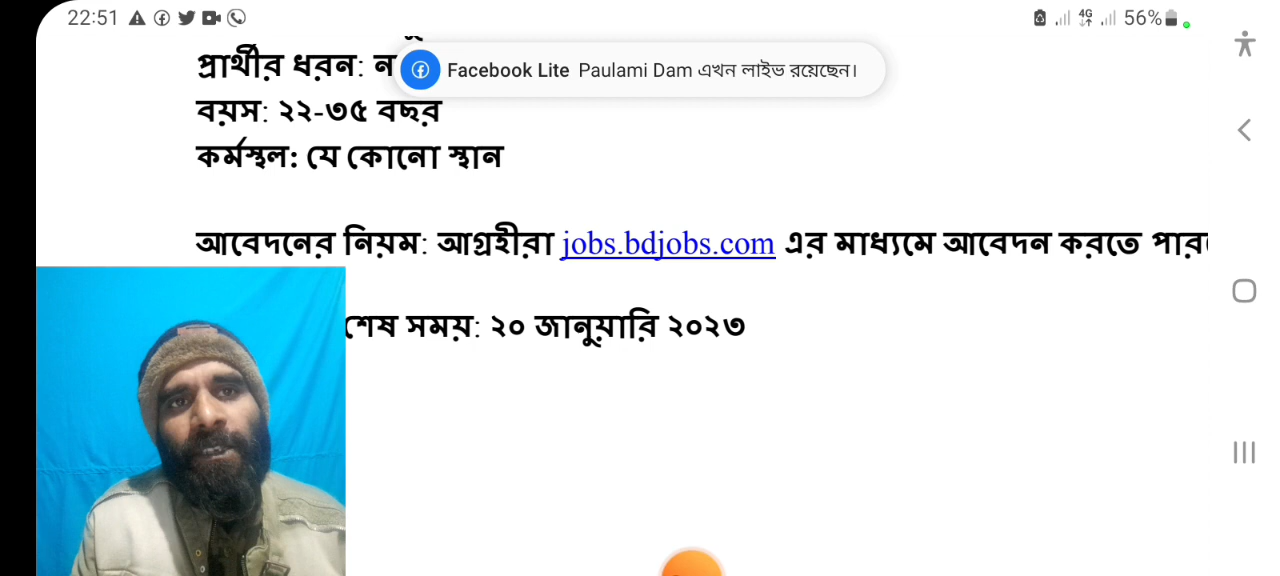 22:51
4G
56%
Facebook Lite Paulami Dam এখন লাইভ রয়েছেন।
প্রার্থীর ধরন:
বয়স: ২২-৩৫ বছর
কর্মস্থল: যে কোনো স্থান
আবেদনের নিয়ম: আগ্রহীরা jobs.bdjobs.com এর মাধ্যমে আবেদন করতে
শেষ সময়: ২০ জানুয়ারি ২০২৩